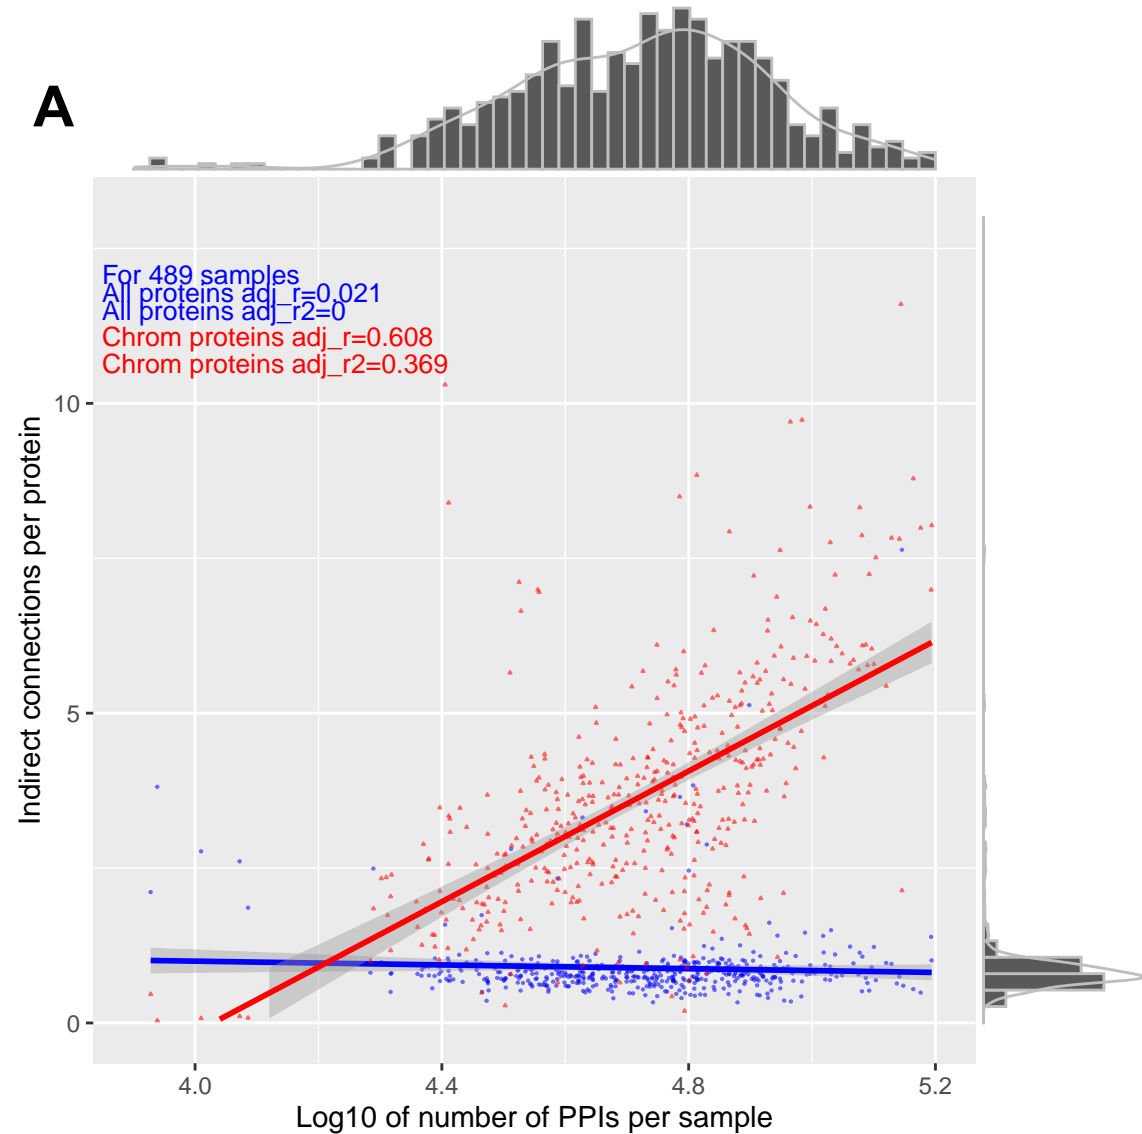 A
For 489 samples
All proteins adj_r=0.021
All proteins adj_r2=0
Chrom proteins adj_r=0.608
Chrom proteins adj_r2=0.369
10
5
0
Indirect connections per protein
4.0 4.4 4.8 5.2
Log10 of number of PPIs per sample